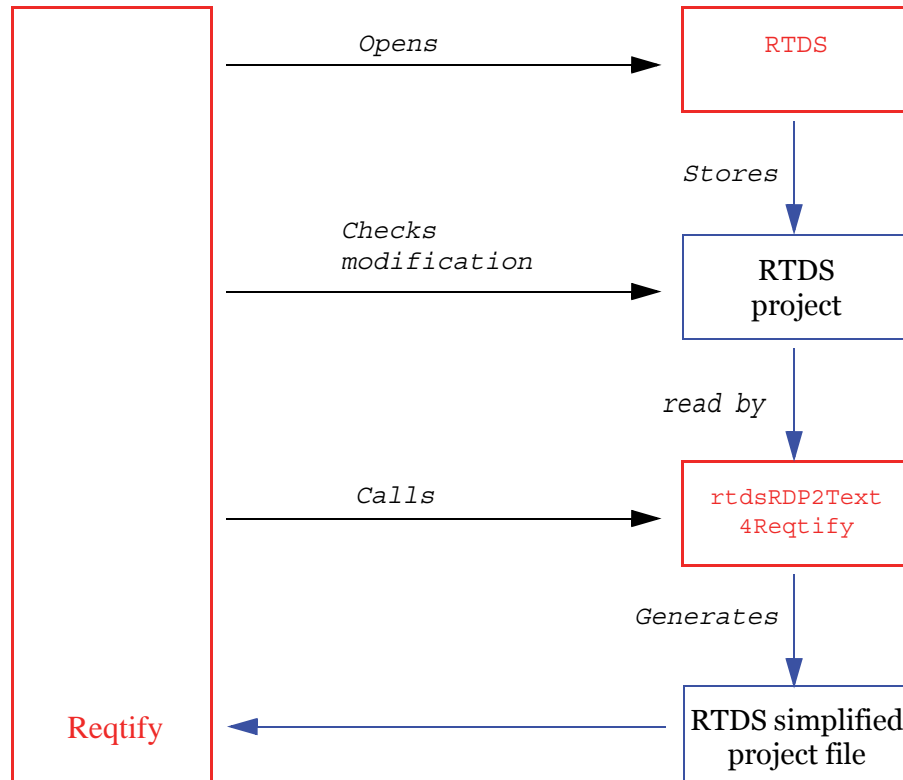 Opens
RTDS
Stores
Checks
modification
RTDS
project
read by
Calls
rtdsRDP2Text
4Reqtify
Generates
Reqtify
RTDS simplified
project file